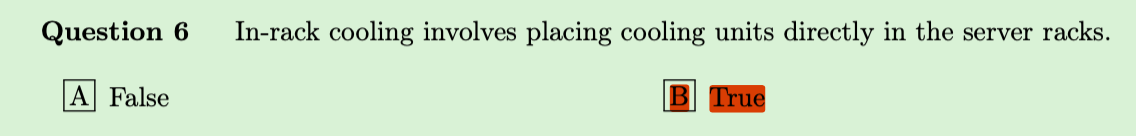 Question 6 In-rack cooling involves placing cooling units directly in the server racks.
A False B True